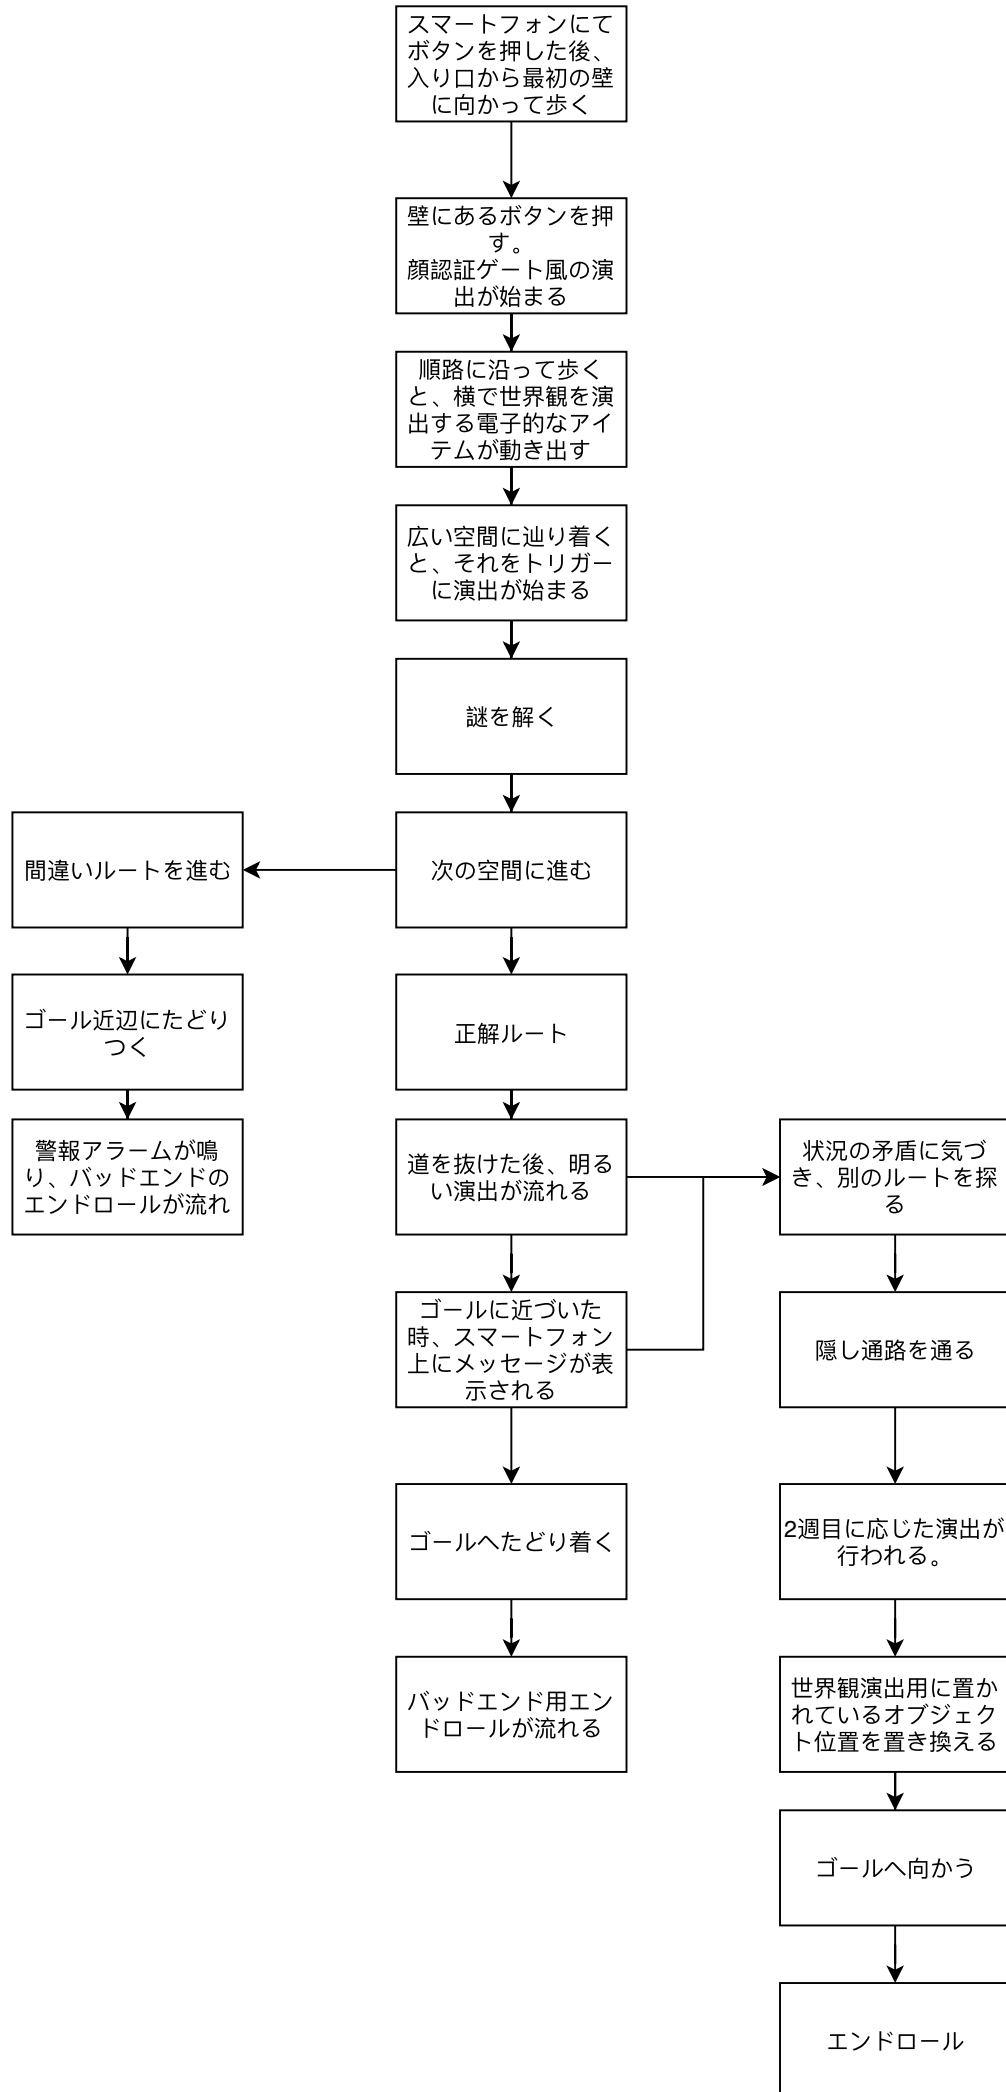 スマートフォンにて
ボタンを押した後、
入り口から最初の壁
に向かって歩く
壁にあるボタンを押
す。
顔認証ゲート風の演
出が始まる
順路に沿って歩く
と、横で世界観を演
出する電子的なアイ
テムが動き出す
広い空間に辿り着く
と、それをトリガー
に演出が始まる
謎を解く
次の空間に進む
間違いルートを進む
ゴール近辺にたどり
つく
警報アラームが鳴
り、バッドエンドの
エンドロールが流れ
正解ルート
道を抜けた後、明る
い演出が流れる
ゴールに近づいた
時、スマートフォン
上にメッセージが表
示される
ゴールへたどり着く
バッドエンド用エン
ドロールが流れる
状況の矛盾に気づ
き、別のルートを探
る
隠し通路を通る
2週目に応じた演出が
行われる。
世界観演出用に置か
れているオブジェク
ト位置を置き換える
ゴールへ向かう
エンドロール